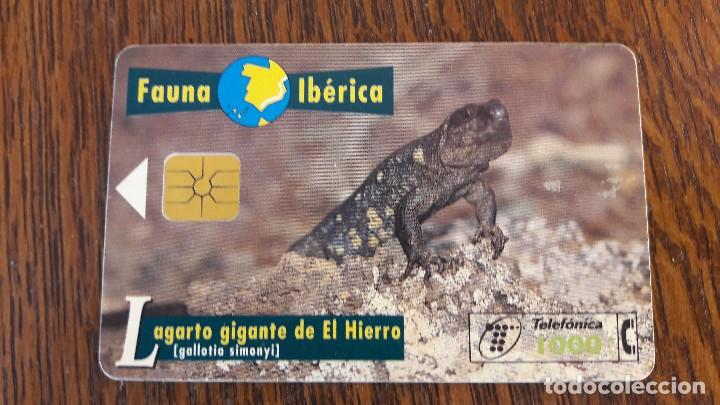 Fauna Ibérica
Lagarto gigante de El Hierro
[gallotia simonyi]
Telefónica
1000
todocoleccion